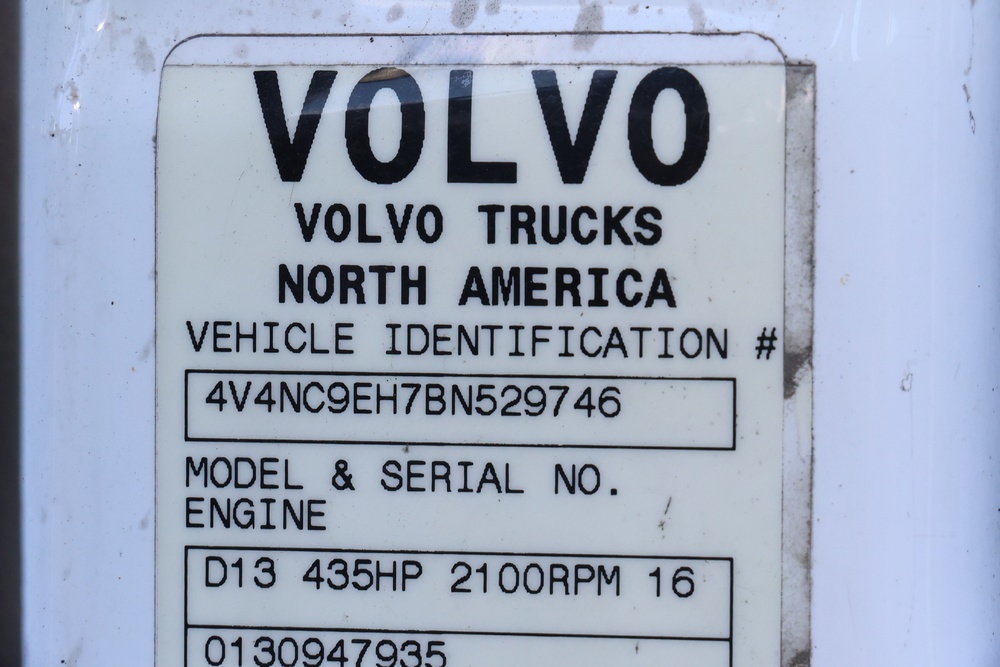 VOLVO
VOLVO TRUCKS
NORTH AMERICA
VEHICLE IDENTIFICATION #
4V4NC9EH7BN529746
MODEL & SERIAL NO.
ENGINE
D13 435HP 2100RPM 16
0130947935